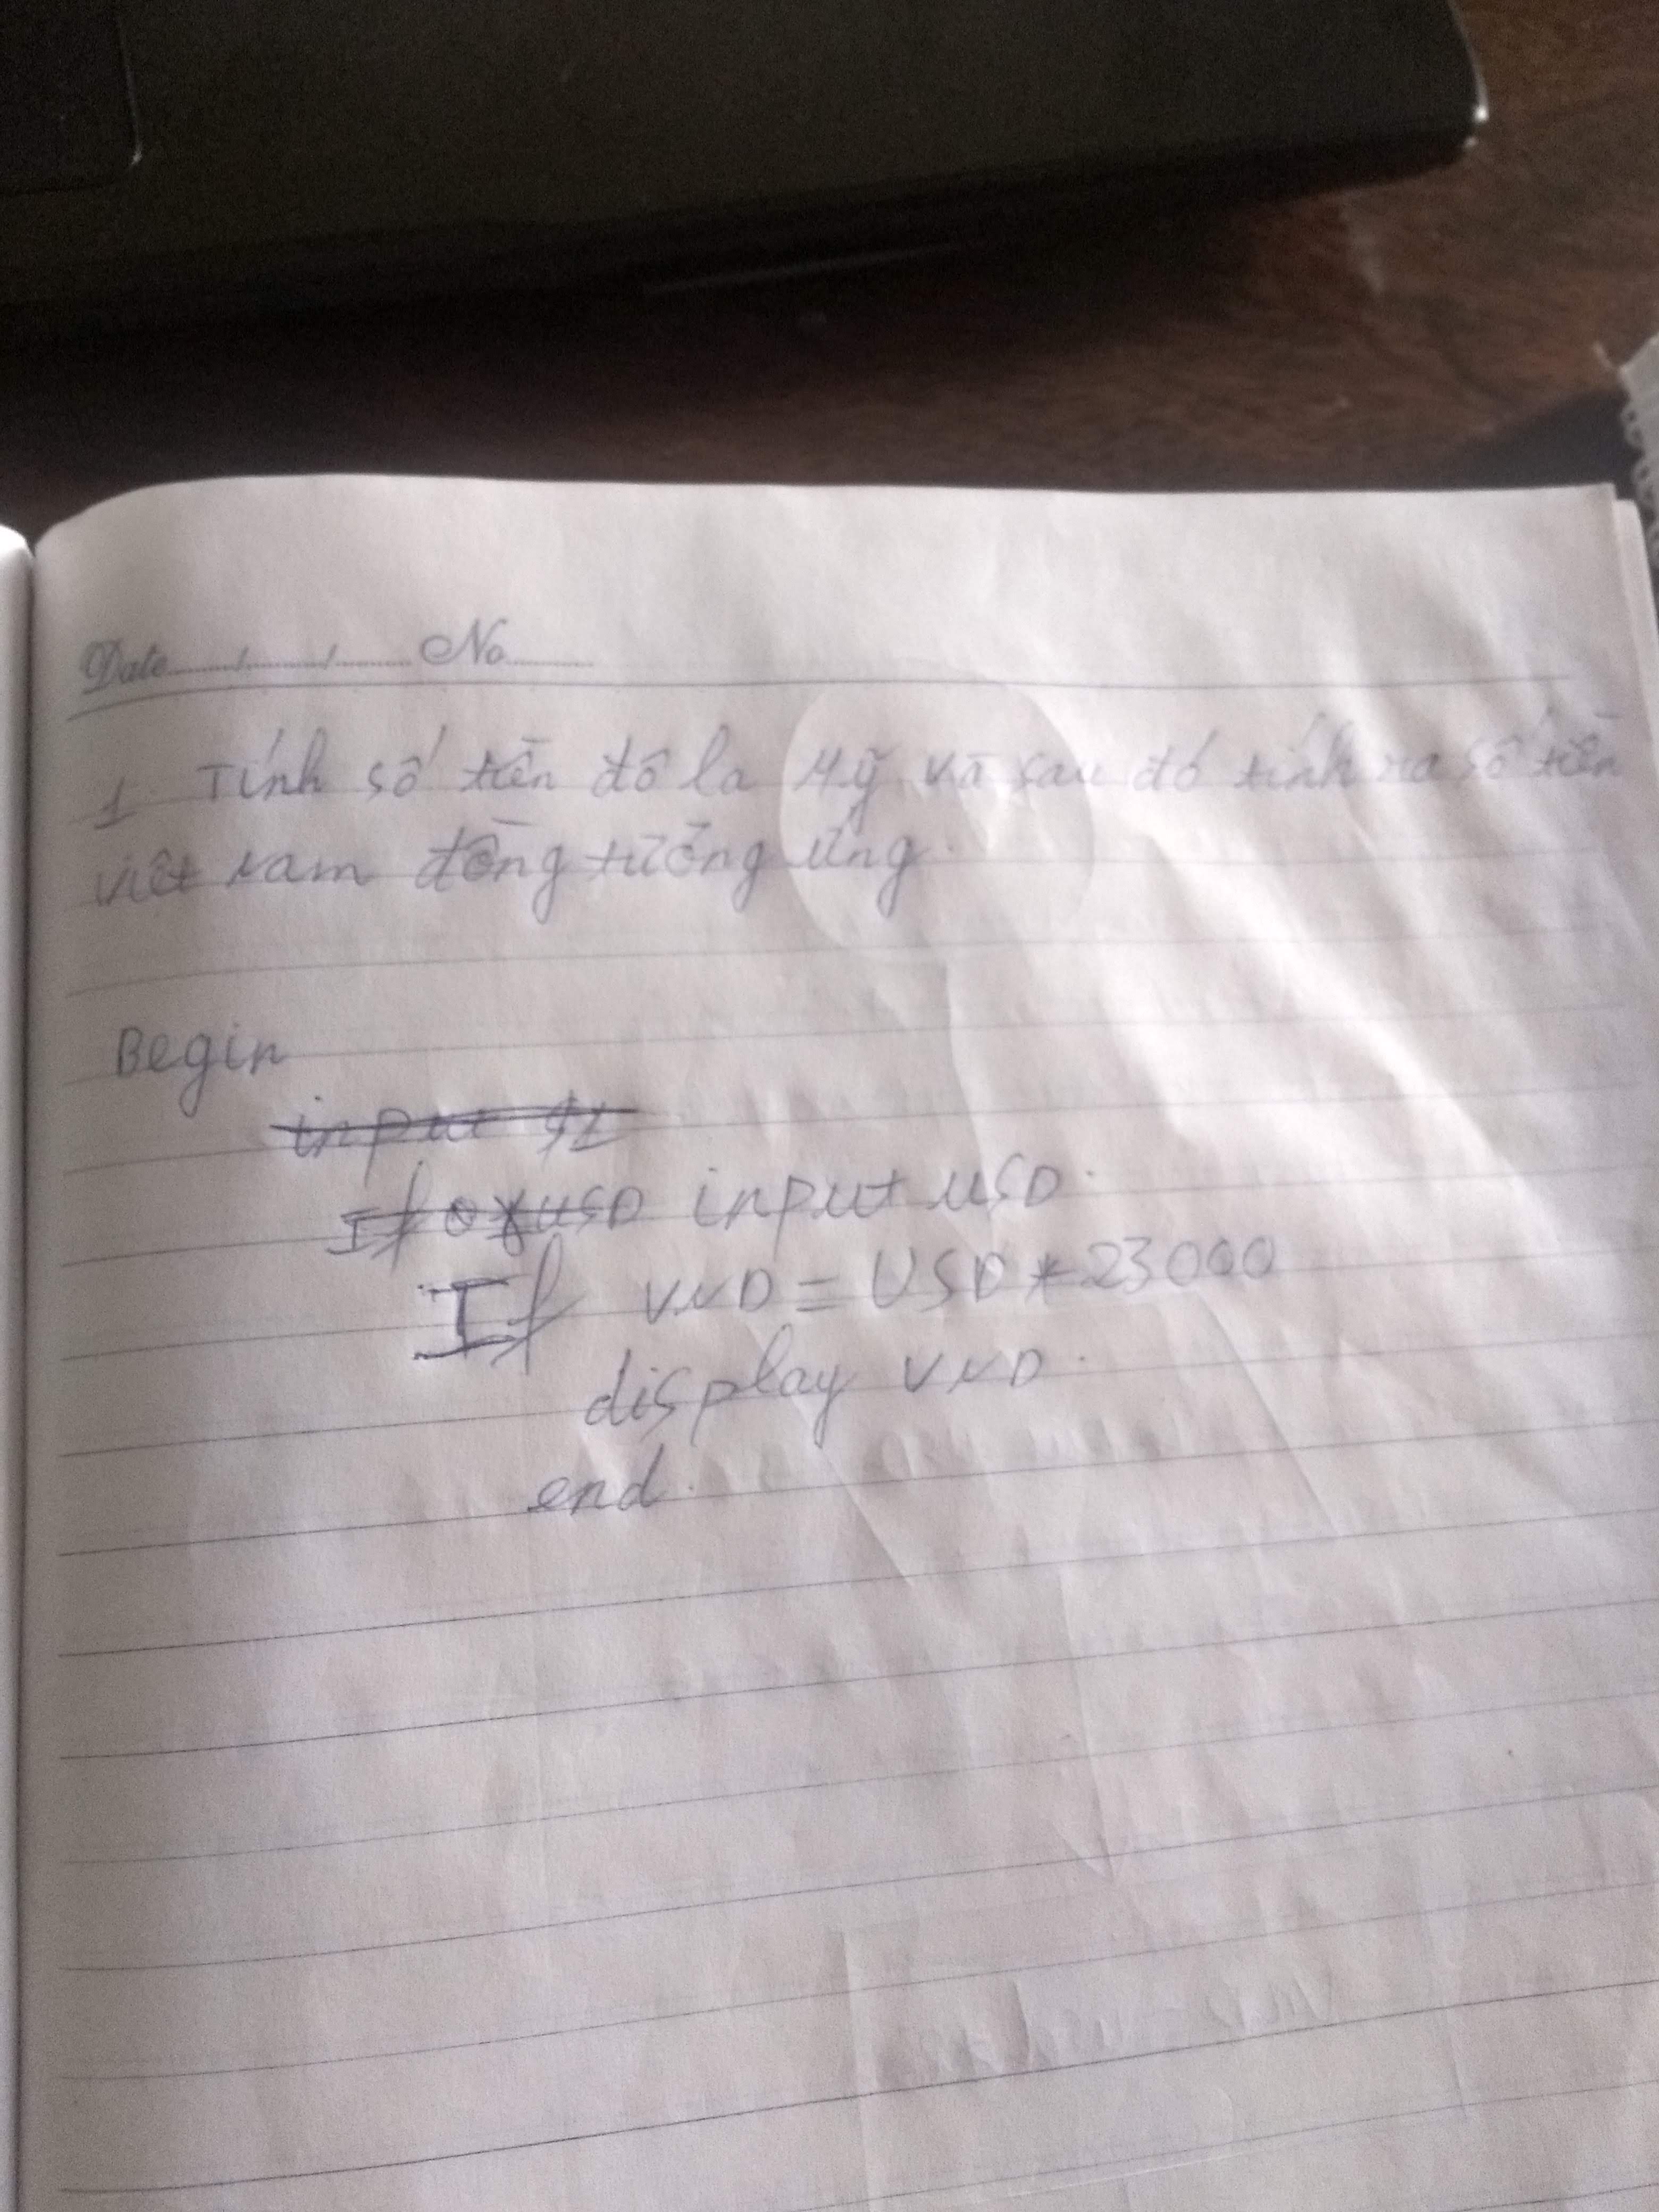 Date...../....../...... No.......
1. Tính số tiền đô la Mỹ và sau đó tính ra số tiền
việt nam đồng tương ứng.
Begin
input $1
If 0 * USD input USD.
If VND = USD * 23000
display VND.
end.